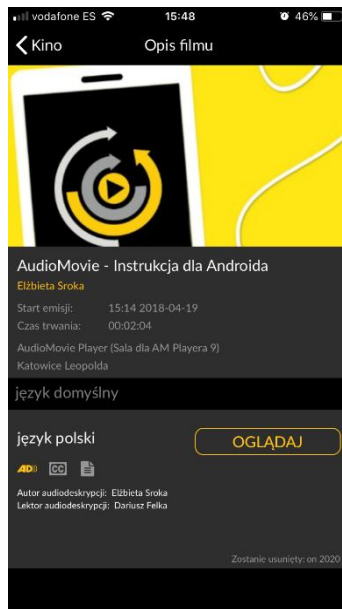 vodafone ES 15:48 46%
Kino Opis filmu
AudioMovie - Instrukcja dla Androida
Elżbieta Sroka
Start emisji: 15:14 2018-04-19
Czas trwania: 00:02:04
AudioMovie Player (Sala dla AM Playera 9)
Katowice Leopolda
język domyślny
język polski OGLĄDAJ
AD CC
Autor audiodeskrypcji: Elżbieta Sroka
Lektor audiodeskrypcji: Dariusz Felka
Zostanie usunięty: on 2020